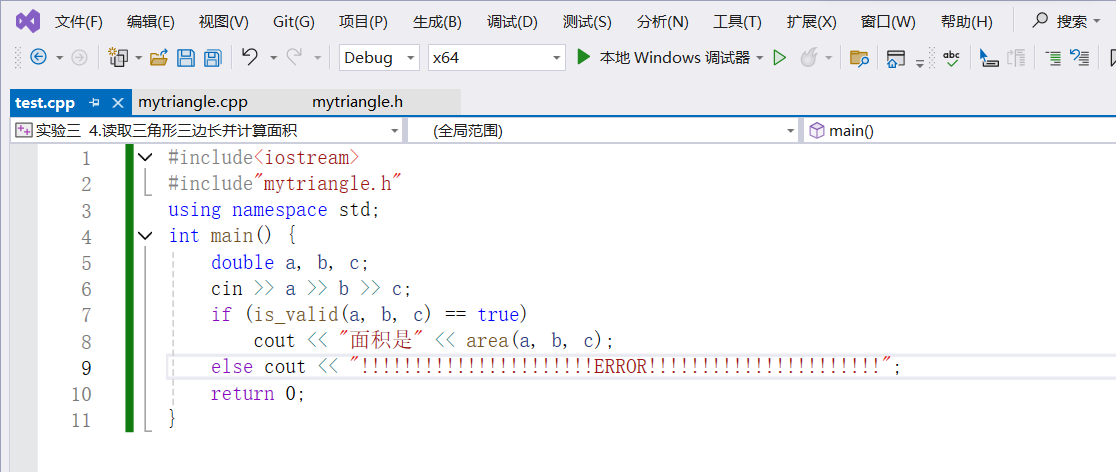 文件(F) 编辑(E) 视图(V) Git(G) 项目(P) 生成(B) 调试(D) 测试(S) 分析(N) 工具(T) 扩展(X) 窗口(W) 帮助(H) 搜索
Debug x64 本地 Windows 调试器 abc
test.cpp mytriangle.cpp mytriangle.h
实验三 4.读取三角形三边长并计算面积 (全局范围) main()
1 #include<iostream>
2 #include"mytriangle.h"
3 using namespace std;
4 int main() {
5 double a, b, c;
6 cin >> a >> b >> c;
7 if (is_valid(a, b, c) == true)
8 cout << "面积是" << area(a, b, c);
9 else cout << "!!!!!!!!!!!!!!!!!!!!!!ERROR!!!!!!!!!!!!!!!!!!!!!!";
10 return 0;
11 }